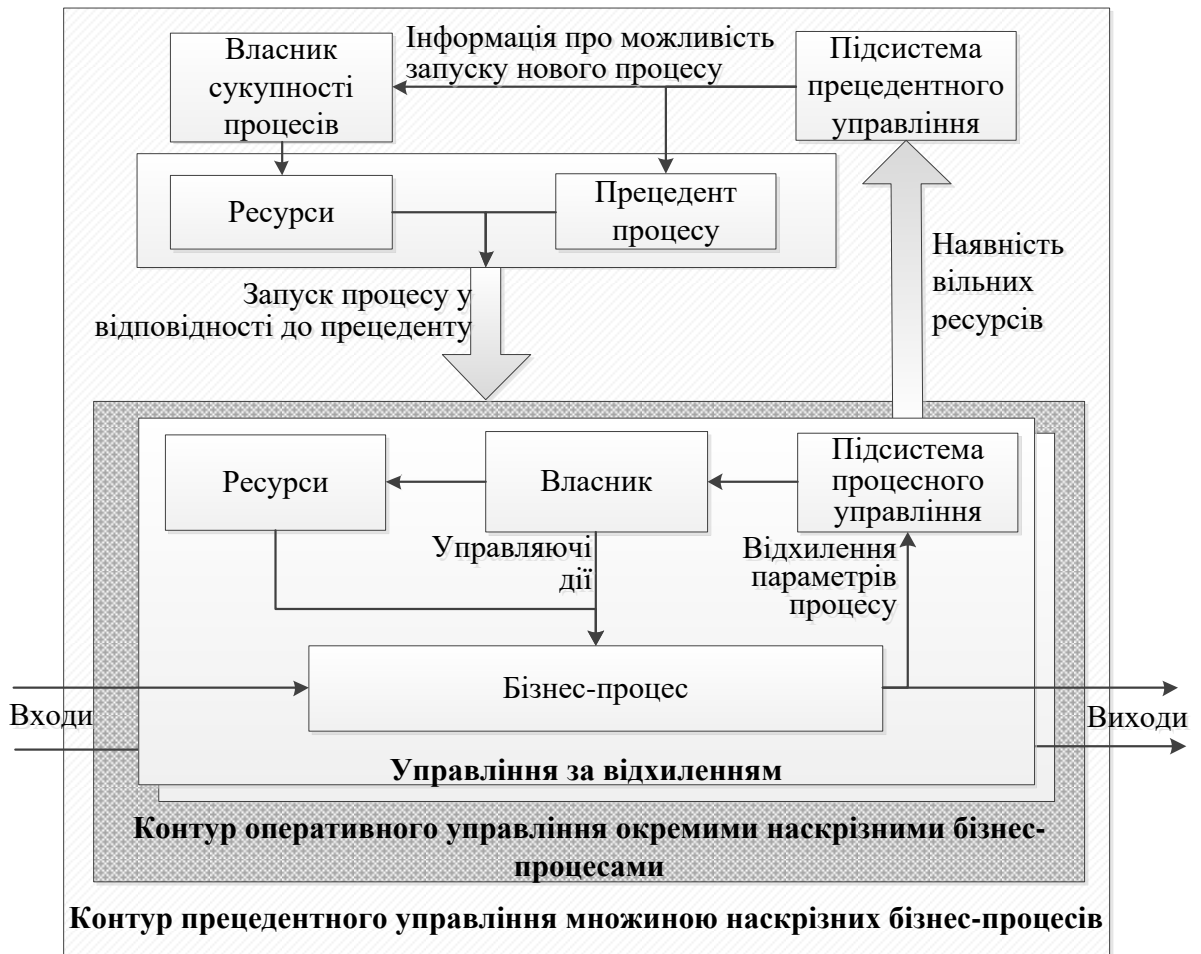 Власник
сукупності
процесів
Інформація про можливість
запуску нового процесу
Підсистема
прецедентного
управління
Ресурси
Прецедент
процесу
Запуск процесу у
відповідності до прецеденту
Наявність
вільних
ресурсів
Ресурси
Власник
Підсистема
процесного
управління
Управляючі
дії
Відхилення
параметрів
процесу
Бізнес-процес
Входи
Виходи
Управління за відхиленням
Контур оперативного управління окремими наскрізними бізнес-
процесами
Контур прецедентного управління множиною наскрізних бізнес-процесів